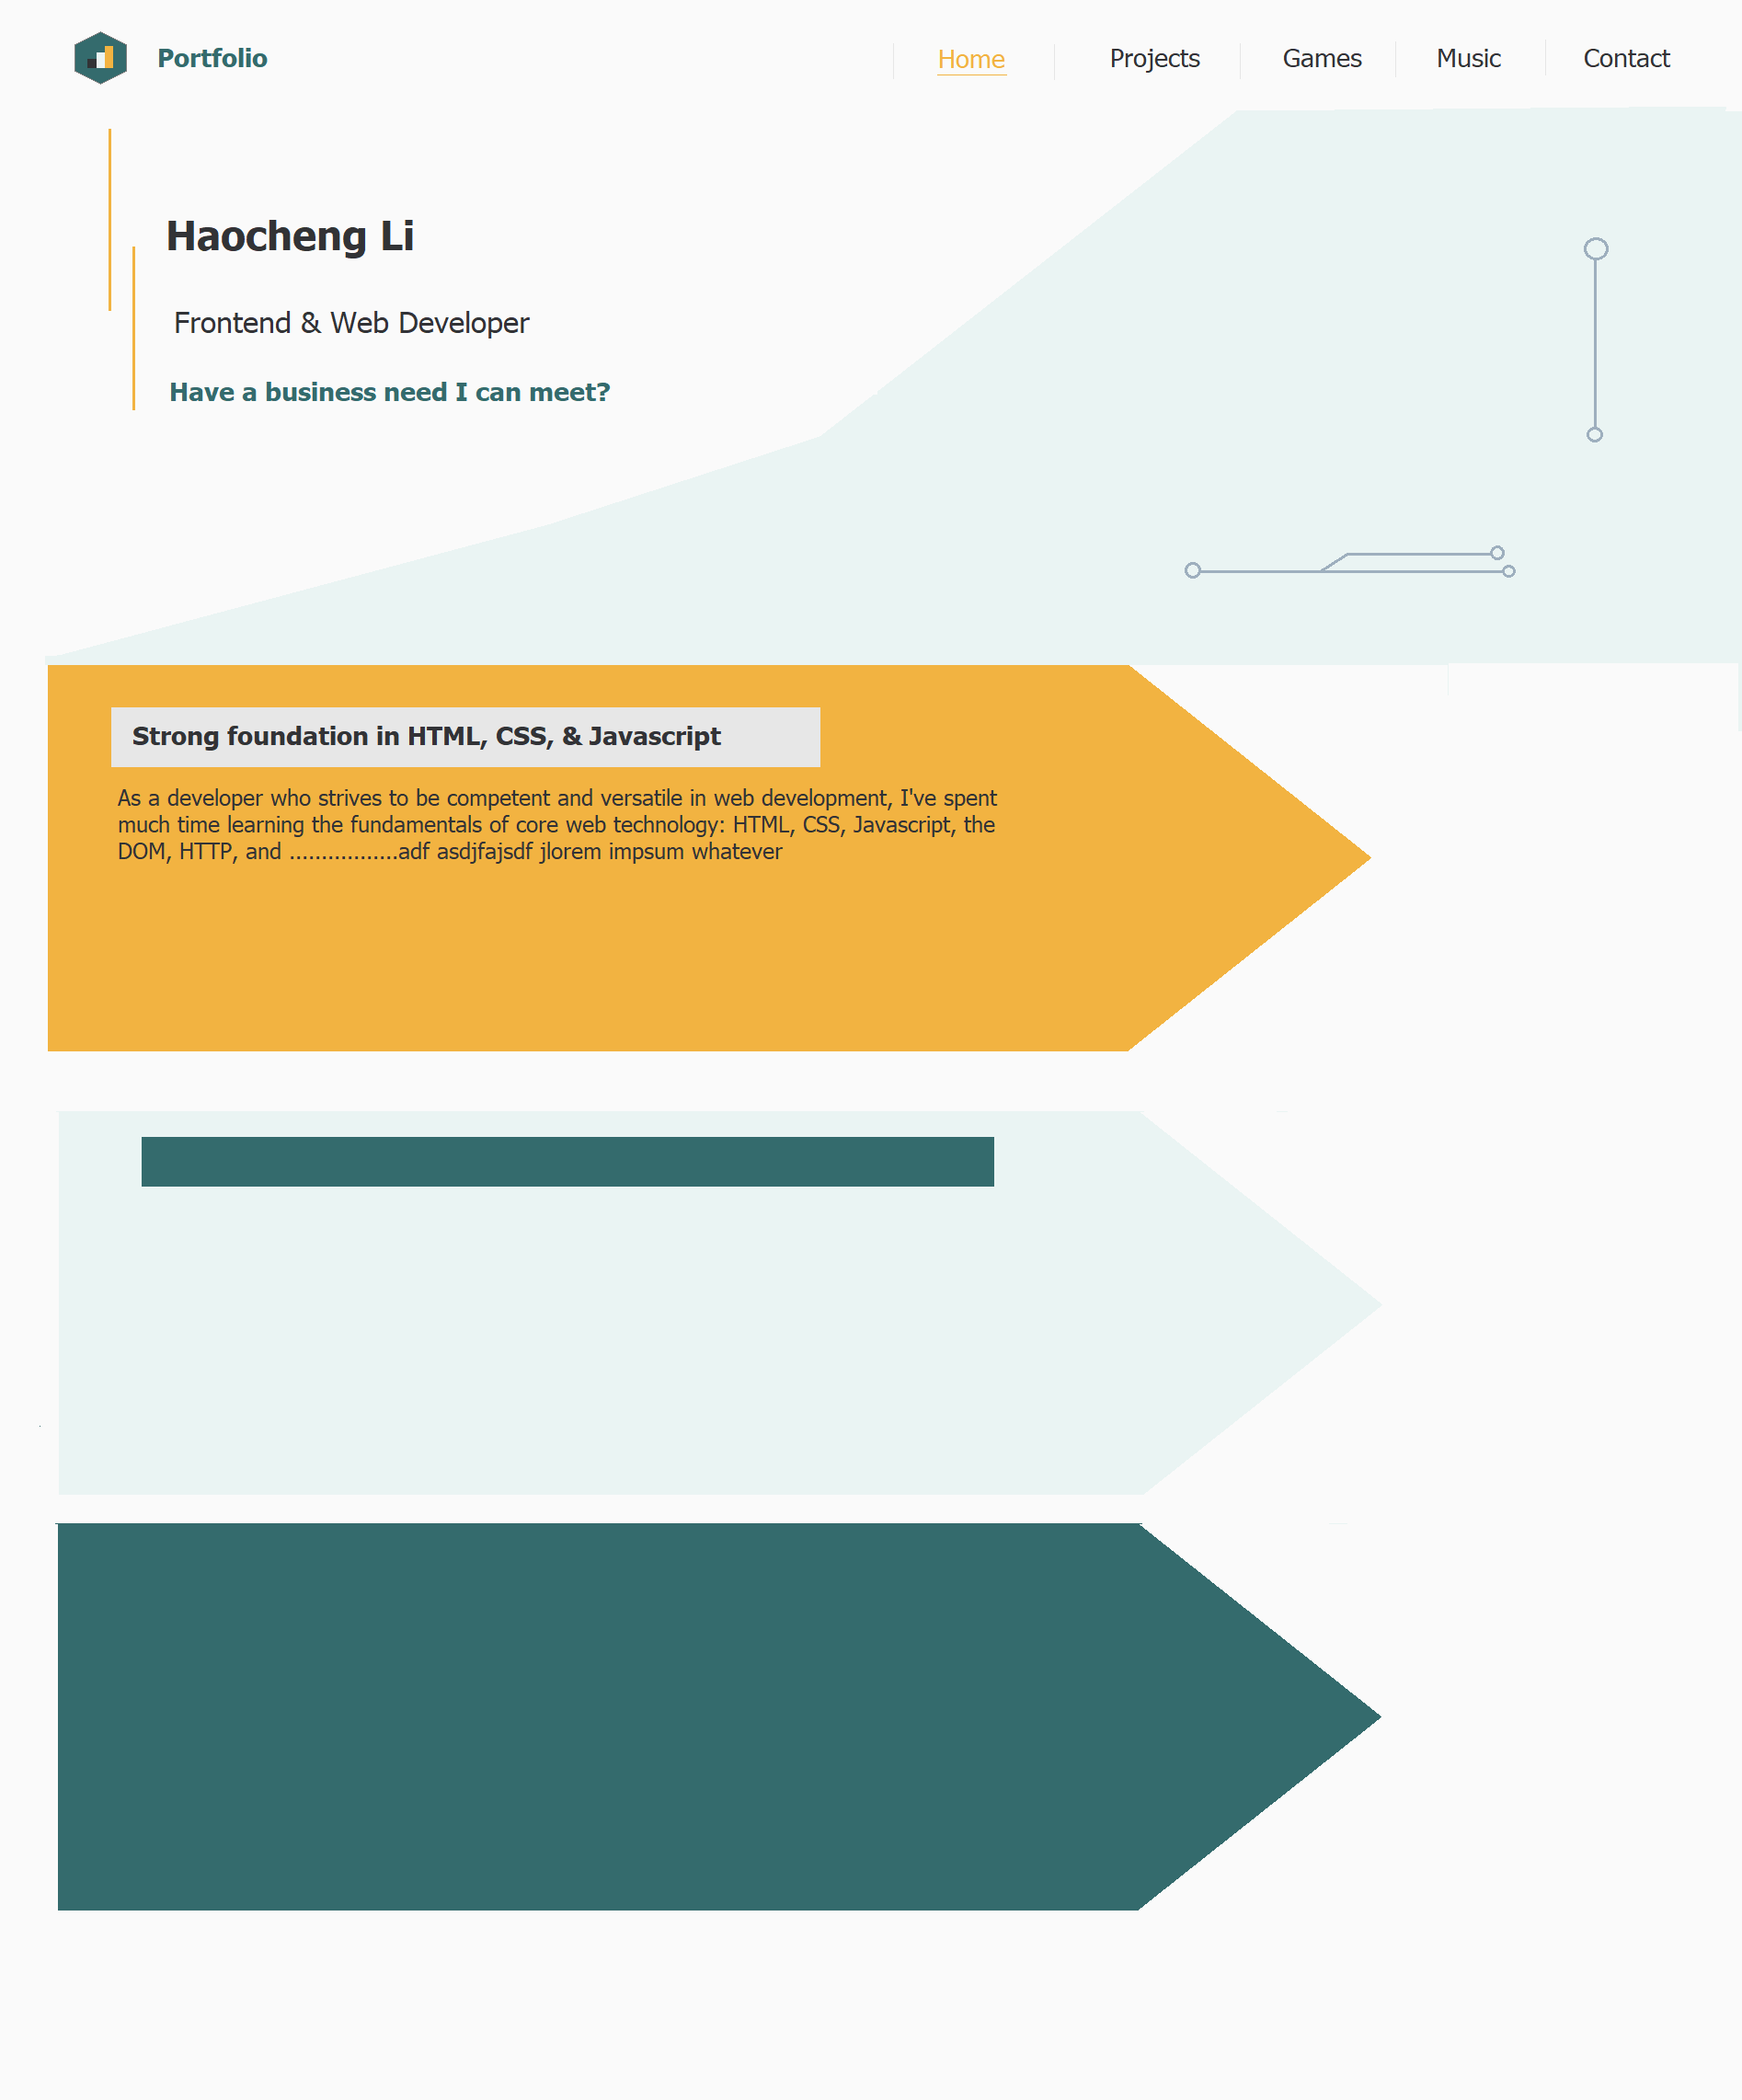 Portfolio
Home
Projects
Games
Music
Contact
Haocheng Li
Frontend & Web Developer
Have a business need I can meet?
Strong foundation in HTML, CSS, & Javascript
As a developer who strives to be competent and versatile in web development, I've spent
much time learning the fundamentals of core web technology: HTML, CSS, Javascript, the
DOM, HTTP, and .................adf asdjfajsdf jlorem impsum whatever